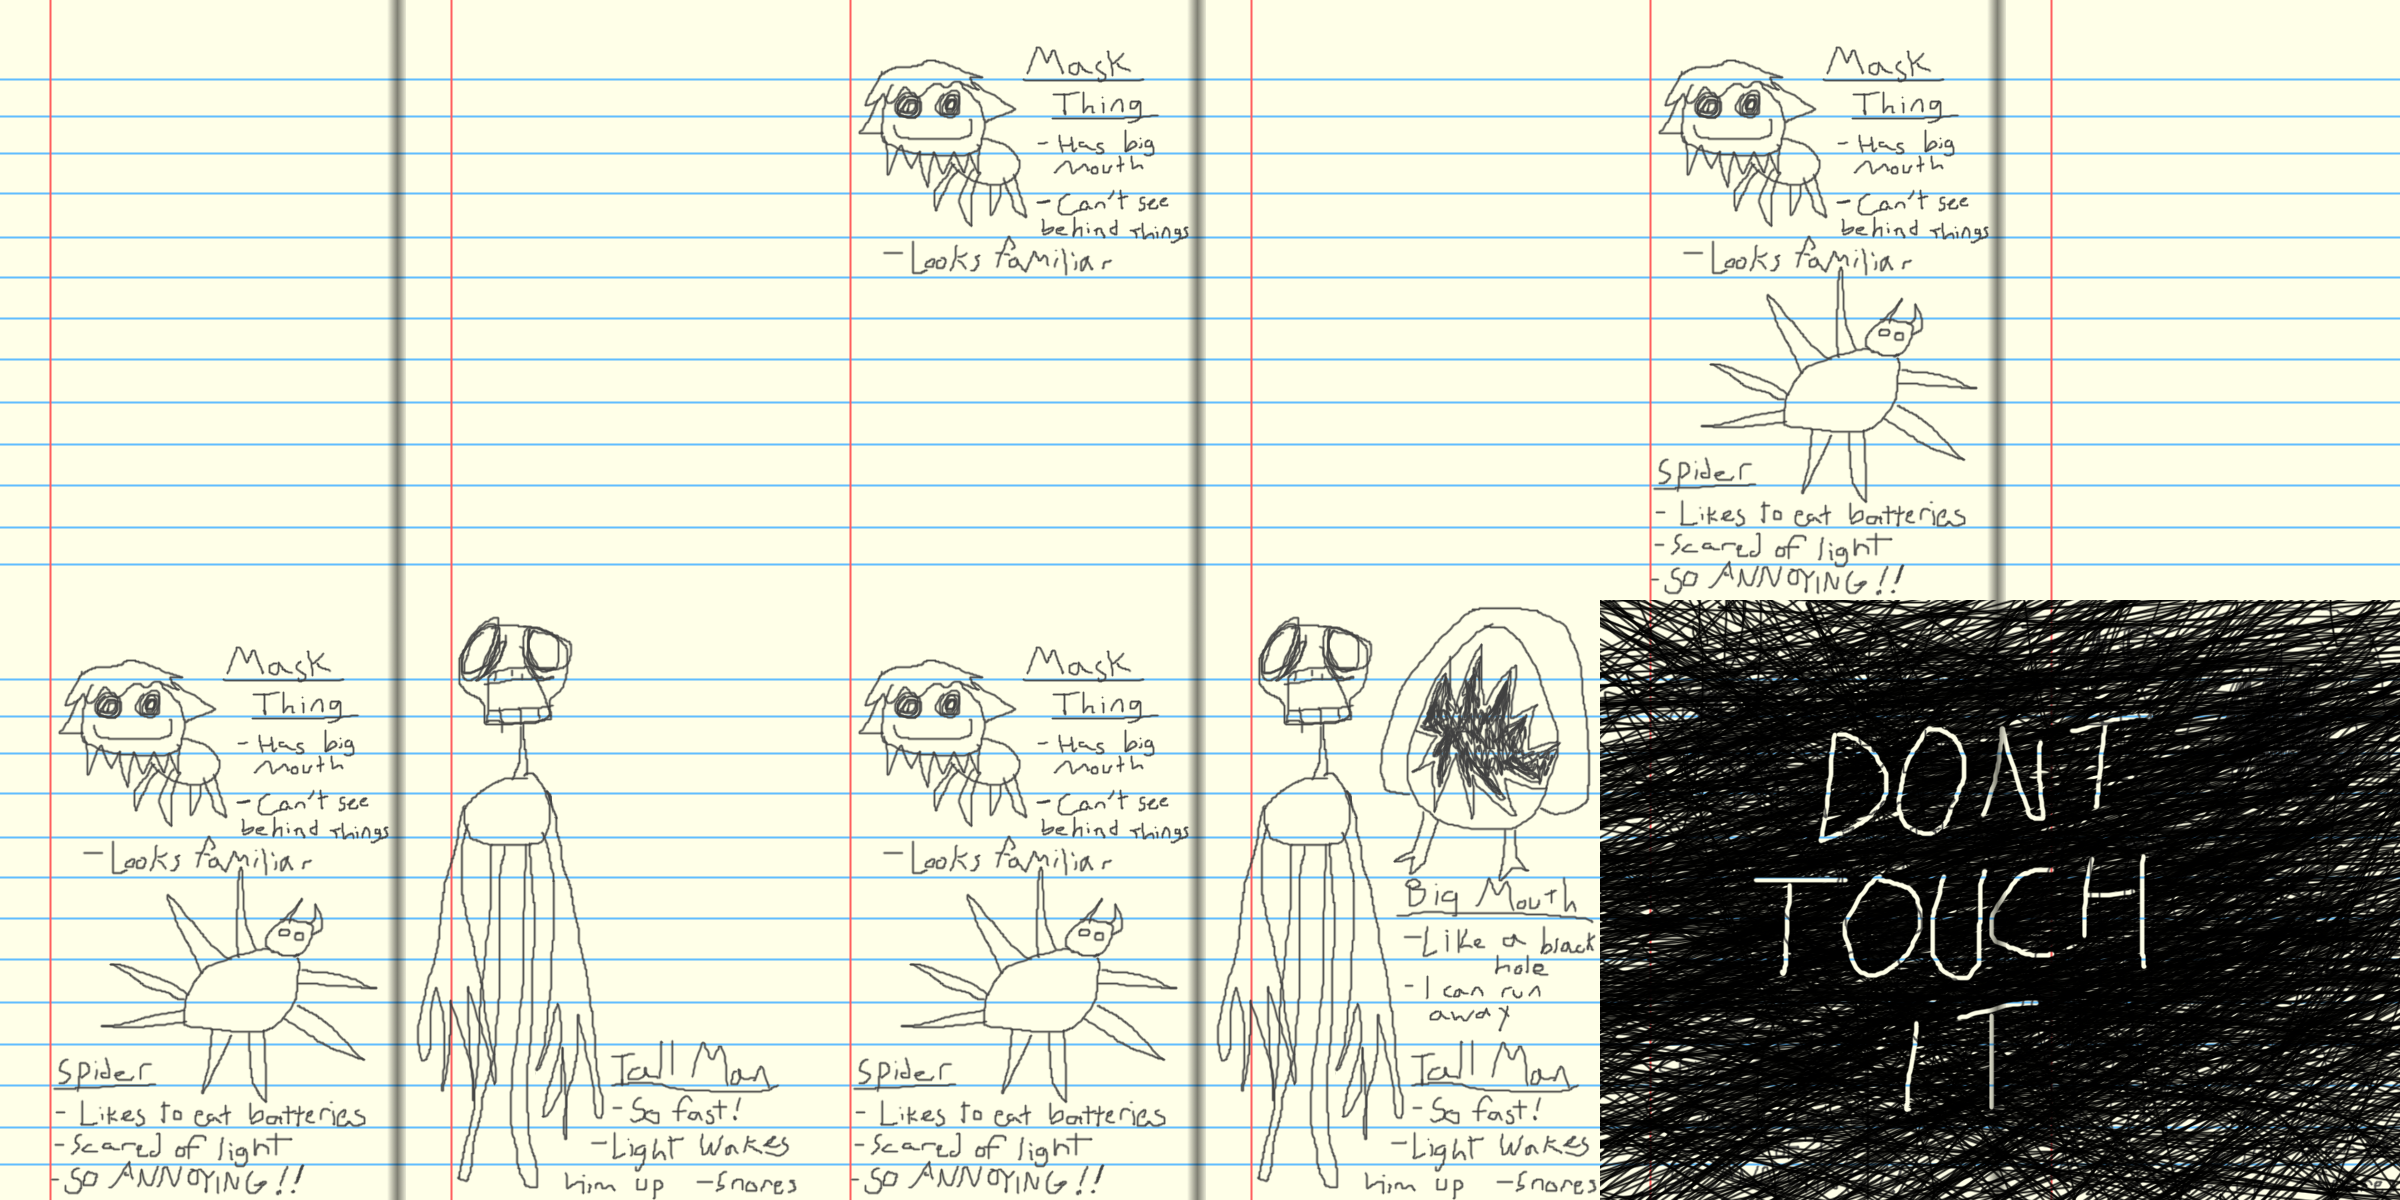 Mask
Thing
- Has big
mouth
- Can't see
behind things
- Looks familiar
Mask
Thing
- Has big
mouth
- Can't see
behind things
- Looks familiar
Spider
- Likes to eat batteries
- Scared of light
- SO ANNOYING!!
Mask
Thing
- Has big
mouth
- Can't see
behind things
- Looks familiar
Spider
- Likes to eat batteries
- Scared of light
- SO ANNOYING!!
Tall Man
- So fast!
- Light Wakes
him up - Snores
Mask
Thing
- Has big
mouth
- Can't see
behind things
- Looks familiar
Spider
- Likes to eat batteries
- Scared of light
- SO ANNOYING!!
Big Mouth
- Like a black
hole
- I can run
away
Tall Man
- So fast!
- Light Wakes
him up - Snores
DONT
TOUCH
IT